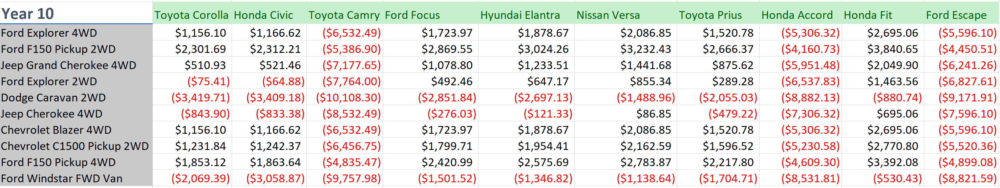 Year 10 Toyota Corolla Honda Civic Toyota Camry Ford Focus Hyundai Elantra Nissan Versa Toyota Prius Honda Accord Honda Fit Ford Escape
Ford Explorer 4WD $1,156.10 $1,166.62 ($6,532.49) $1,723.97 $1,878.67 $2,086.85 $1,520.78 ($5,306.32) $2,695.06 ($5,596.10)
Ford F150 Pickup 2WD $2,301.69 $2,312.21 ($5,386.90) $2,869.55 $3,024.26 $3,232.43 $2,666.37 ($4,160.73) $3,840.65 ($4,450.51)
Jeep Grand Cherokee 4WD $510.93 $521.46 ($7,177.65) $1,078.80 $1,233.51 $1,441.68 $875.62 ($5,951.48) $2,049.90 ($6,241.26)
Ford Explorer 2WD ($75.41) ($64.88) ($7,764.00) $492.46 $647.17 $855.34 $289.28 ($6,537.83) $1,463.56 ($6,827.61)
Dodge Caravan 2WD ($3,419.71) ($3,409.18) ($10,108.30) ($2,851.84) ($2,697.13) ($1,488.96) ($2,055.03) ($8,882.13) ($880.74) ($9,171.91)
Jeep Cherokee 4WD ($843.90) ($833.38) ($8,532.49) ($276.03) ($121.33) $86.85 ($479.22) ($7,306.32) $695.06 ($7,596.10)
Chevrolet Blazer 4WD $1,156.10 $1,166.62 ($6,532.49) $1,723.97 $1,878.67 $2,086.85 $1,520.78 ($5,306.32) $2,695.06 ($5,596.10)
Chevrolet C1500 Pickup 2WD $1,231.84 $1,242.37 ($6,456.75) $1,799.71 $1,954.41 $2,162.59 $1,596.52 ($5,230.58) $2,770.80 ($5,520.36)
Ford F150 Pickup 4WD $1,853.12 $1,863.64 ($4,835.47) $2,420.99 $2,575.69 $2,783.87 $2,217.80 ($4,609.30) $3,392.08 ($4,899.08)
Ford Windstar FWD Van ($2,069.39) ($3,058.87) ($9,757.98) ($1,501.52) ($1,346.82) ($1,138.64) ($1,704.71) ($8,531.81) ($530.43) ($8,821.59)